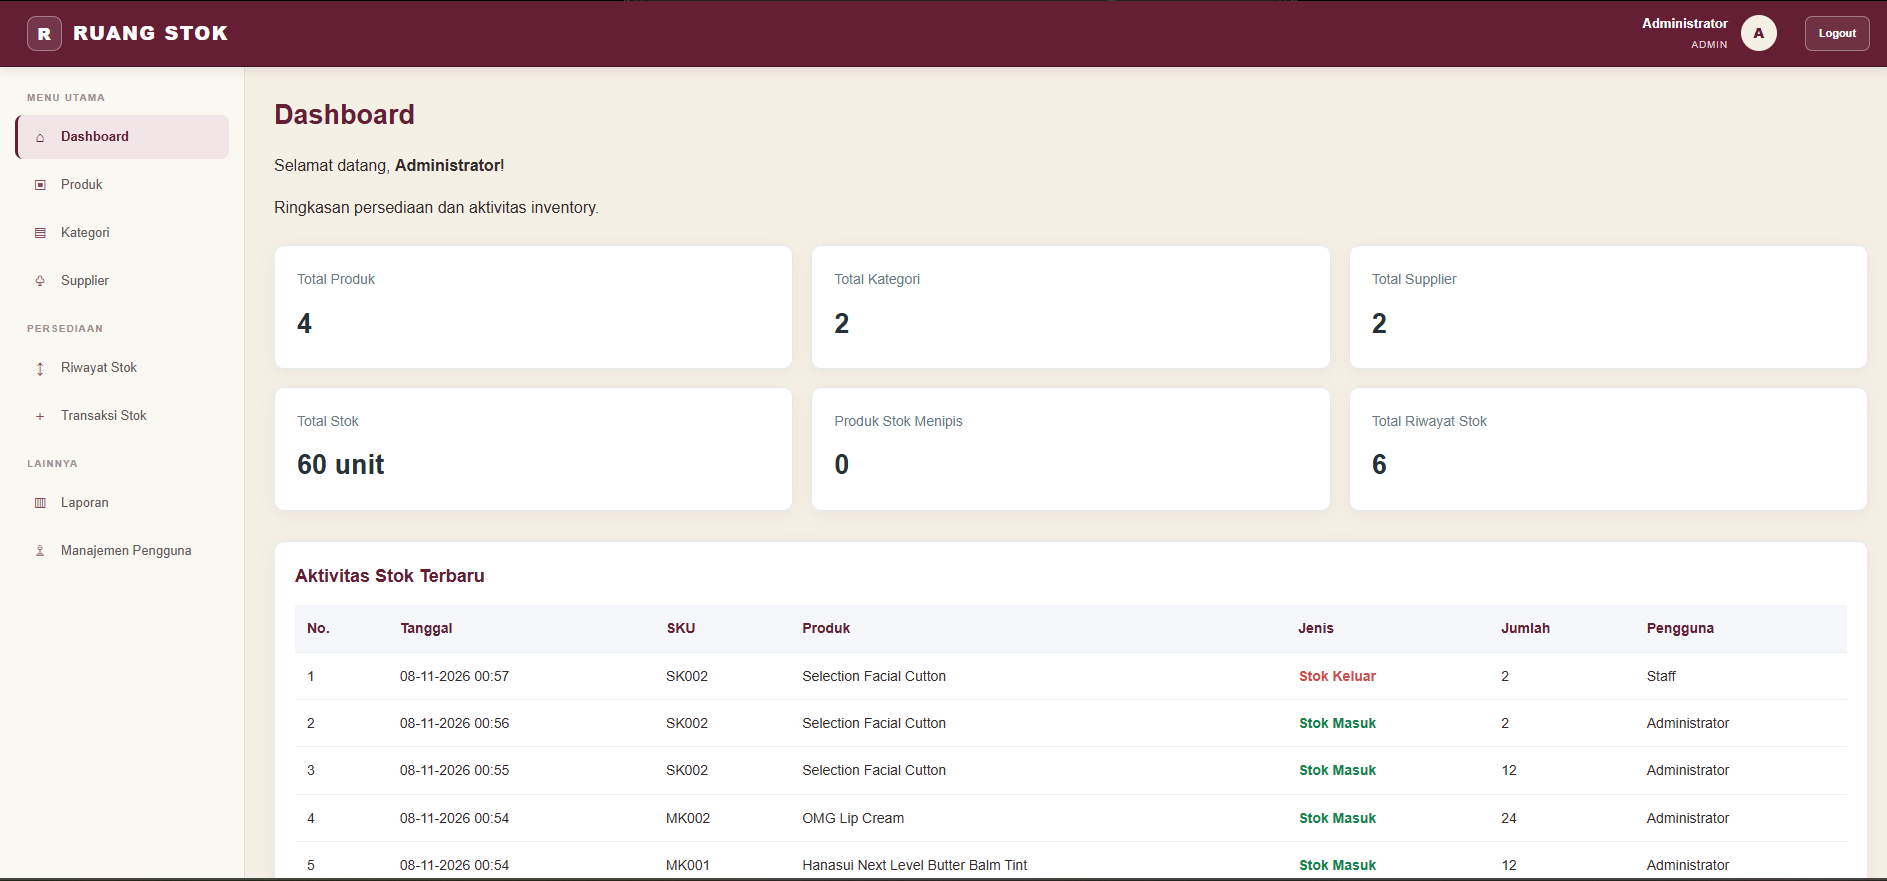 R RUANG STOK
Administrator
ADMIN
A
Logout
MENU UTAMA
Dashboard
Produk
Kategori
Supplier
PERSEDIAAN
Riwayat Stok
Transaksi Stok
LAINNYA
Laporan
Manajemen Pengguna
Dashboard
Selamat datang, Administrator!
Ringkasan persediaan dan aktivitas inventory.
Total Produk
4
Total Kategori
2
Total Supplier
2
Total Stok
60 unit
Produk Stok Menipis
0
Total Riwayat Stok
6
Aktivitas Stok Terbaru
No. Tanggal SKU Produk Jenis Jumlah Pengguna
1 08-11-2026 00:57 SK002 Selection Facial Cutton Stok Keluar 2 Staff
2 08-11-2026 00:56 SK002 Selection Facial Cutton Stok Masuk 2 Administrator
3 08-11-2026 00:55 SK002 Selection Facial Cutton Stok Masuk 12 Administrator
4 08-11-2026 00:54 MK002 OMG Lip Cream Stok Masuk 24 Administrator
5 08-11-2026 00:54 MK001 Hanasui Next Level Butter Balm Tint Stok Masuk 12 Administrator